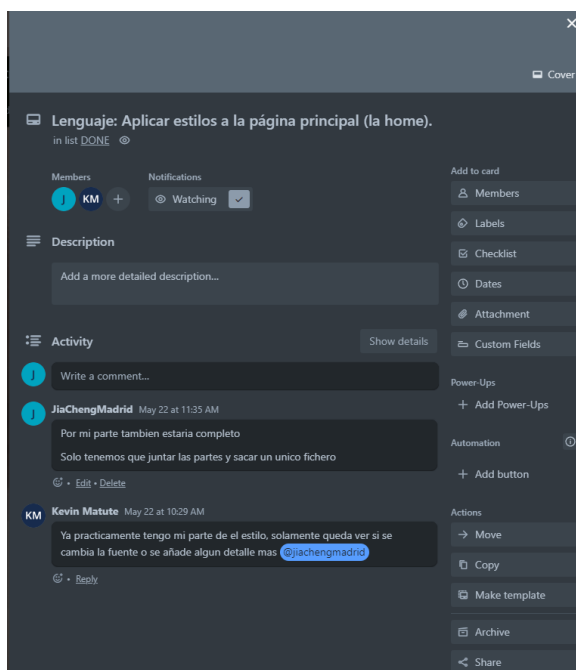 Cover
Lenguaje: Aplicar estilos a la página principal (la home).
in list DONE
Members
Notifications
J
KM
Watching
Description
Add a more detailed description...
Activity
Show details
J
Write a comment...
J
JiaChengMadrid May 22 at 11:35 AM
Por mi parte tambien estaria completo
Solo tenemos que juntar las partes y sacar un unico fichero
• Edit • Delete
KM
Kevin Matute May 22 at 10:29 AM
Ya practicamente tengo mi parte de el estilo, solamente queda ver si se
cambia la fuente o se añade algun detalle mas @jiachengmadrid
• Reply
Add to card
Members
Labels
Checklist
Dates
Attachment
Custom Fields
Power-Ups
+ Add Power-Ups
Automation
+ Add button
Actions
→ Move
Copy
Make template
Archive
Share